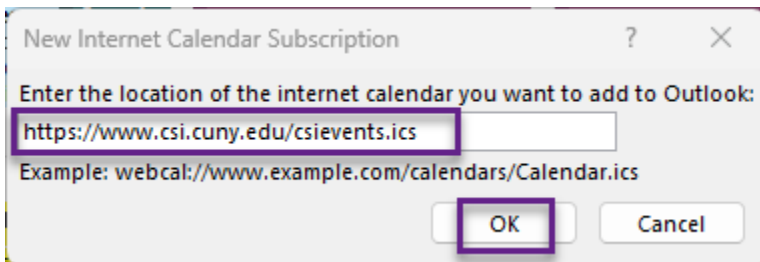 New Internet Calendar Subscription ?
Enter the location of the internet calendar you want to add to Outlook:
https://www.csi.cuny.edu/csievents.ics
Example: webcal://www.example.com/calendars/Calendar.ics
OK Cancel